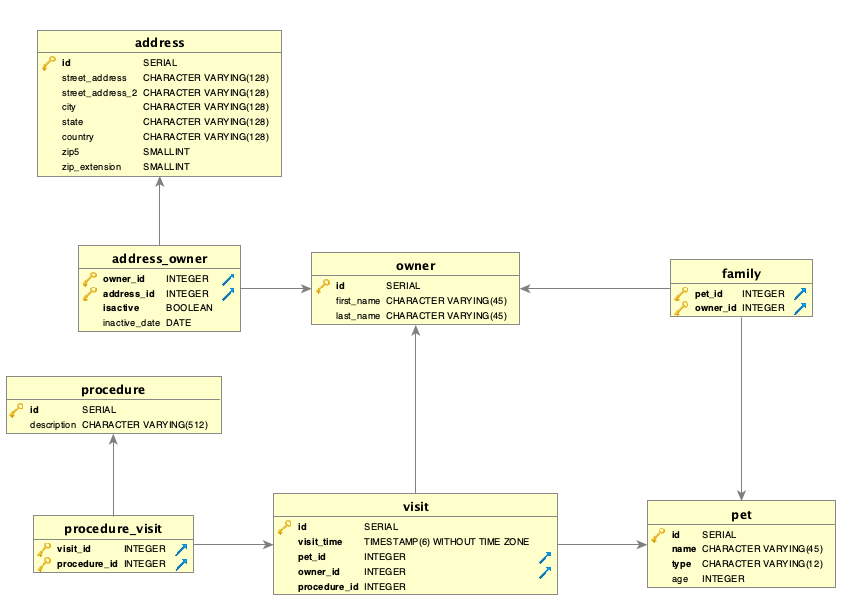 address
id SERIAL
street_address CHARACTER VARYING(128)
street_address_2 CHARACTER VARYING(128)
city CHARACTER VARYING(128)
state CHARACTER VARYING(128)
country CHARACTER VARYING(128)
zip5 SMALLINT
zip_extension SMALLINT
address_owner
owner_id INTEGER
address_id INTEGER
isactive BOOLEAN
inactive_date DATE
owner
id SERIAL
first_name CHARACTER VARYING(45)
last_name CHARACTER VARYING(45)
family
pet_id INTEGER
owner_id INTEGER
procedure
id SERIAL
description CHARACTER VARYING(512)
procedure_visit
visit_id INTEGER
procedure_id INTEGER
visit
id SERIAL
visit_time TIMESTAMP(6) WITHOUT TIME ZONE
pet_id INTEGER
owner_id INTEGER
procedure_id INTEGER
pet
id SERIAL
name CHARACTER VARYING(45)
type CHARACTER VARYING(12)
age INTEGER